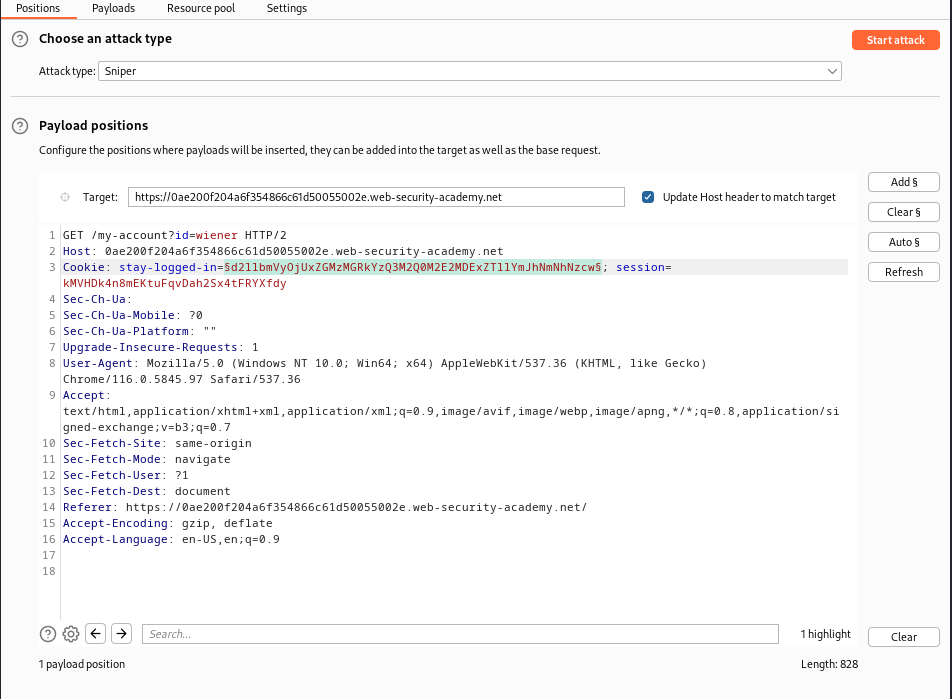 Positions Payloads Resource pool Settings
Choose an attack type
Start attack
Attack type: Sniper
Payload positions
Configure the positions where payloads will be inserted, they can be added into the target as well as the base request.
Target: https://0ae200f204a6f354866c61d50055002e.web-security-academy.net
Update Host header to match target
Add §
Clear §
Auto §
Refresh
1 GET /my-account?id=wiener HTTP/2
2 Host: 0ae200f204a6f354866c61d50055002e.web-security-academy.net
3 Cookie: stay-logged-in=§d2llbmVyOjUxZGMzMGRkYzQ3M2Q0M2E2MDExZTllYmJhNmNhNzcw§; session=
kMVHDk4n8mEKtuFqvDah2Sx4tFRYXfdy
4 Sec-Ch-Ua:
5 Sec-Ch-Ua-Mobile: ?0
6 Sec-Ch-Ua-Platform: ""
7 Upgrade-Insecure-Requests: 1
8 User-Agent: Mozilla/5.0 (Windows NT 10.0; Win64; x64) AppleWebKit/537.36 (KHTML, like Gecko)
Chrome/116.0.5845.97 Safari/537.36
9 Accept:
text/html,application/xhtml+xml,application/xml;q=0.9,image/avif,image/webp,image/apng,*/*;q=0.8,application/si
gned-exchange;v=b3;q=0.7
10 Sec-Fetch-Site: same-origin
11 Sec-Fetch-Mode: navigate
12 Sec-Fetch-User: ?1
13 Sec-Fetch-Dest: document
14 Referer: https://0ae200f204a6f354866c61d50055002e.web-security-academy.net/
15 Accept-Encoding: gzip, deflate
16 Accept-Language: en-US,en;q=0.9
17
18
Search...
1 highlight
Clear
1 payload position
Length: 828